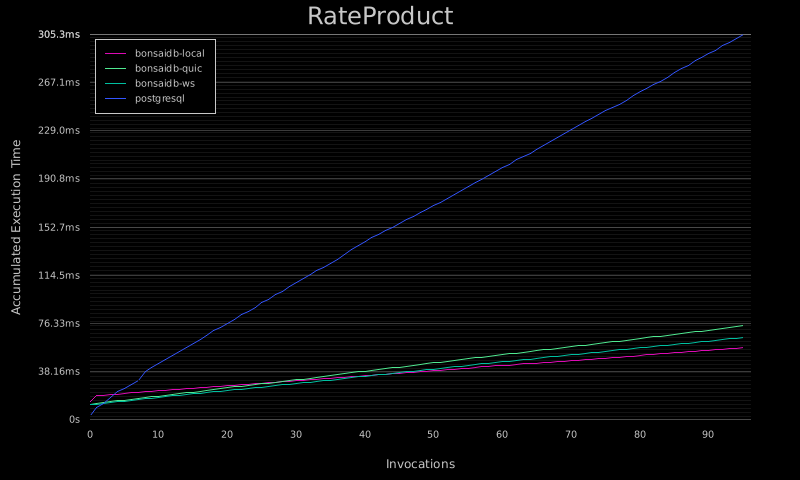 RateProduct
305.3ms
bonsaidb-local
bonsaidb-quic
bonsaidb-ws
postgresql
267.1ms
229.0ms
190.8ms
152.7ms
114.5ms
76.33ms
38.16ms
0s
Accumulated Execution Time
0 10 20 30 40 50 60 70 80 90
Invocations